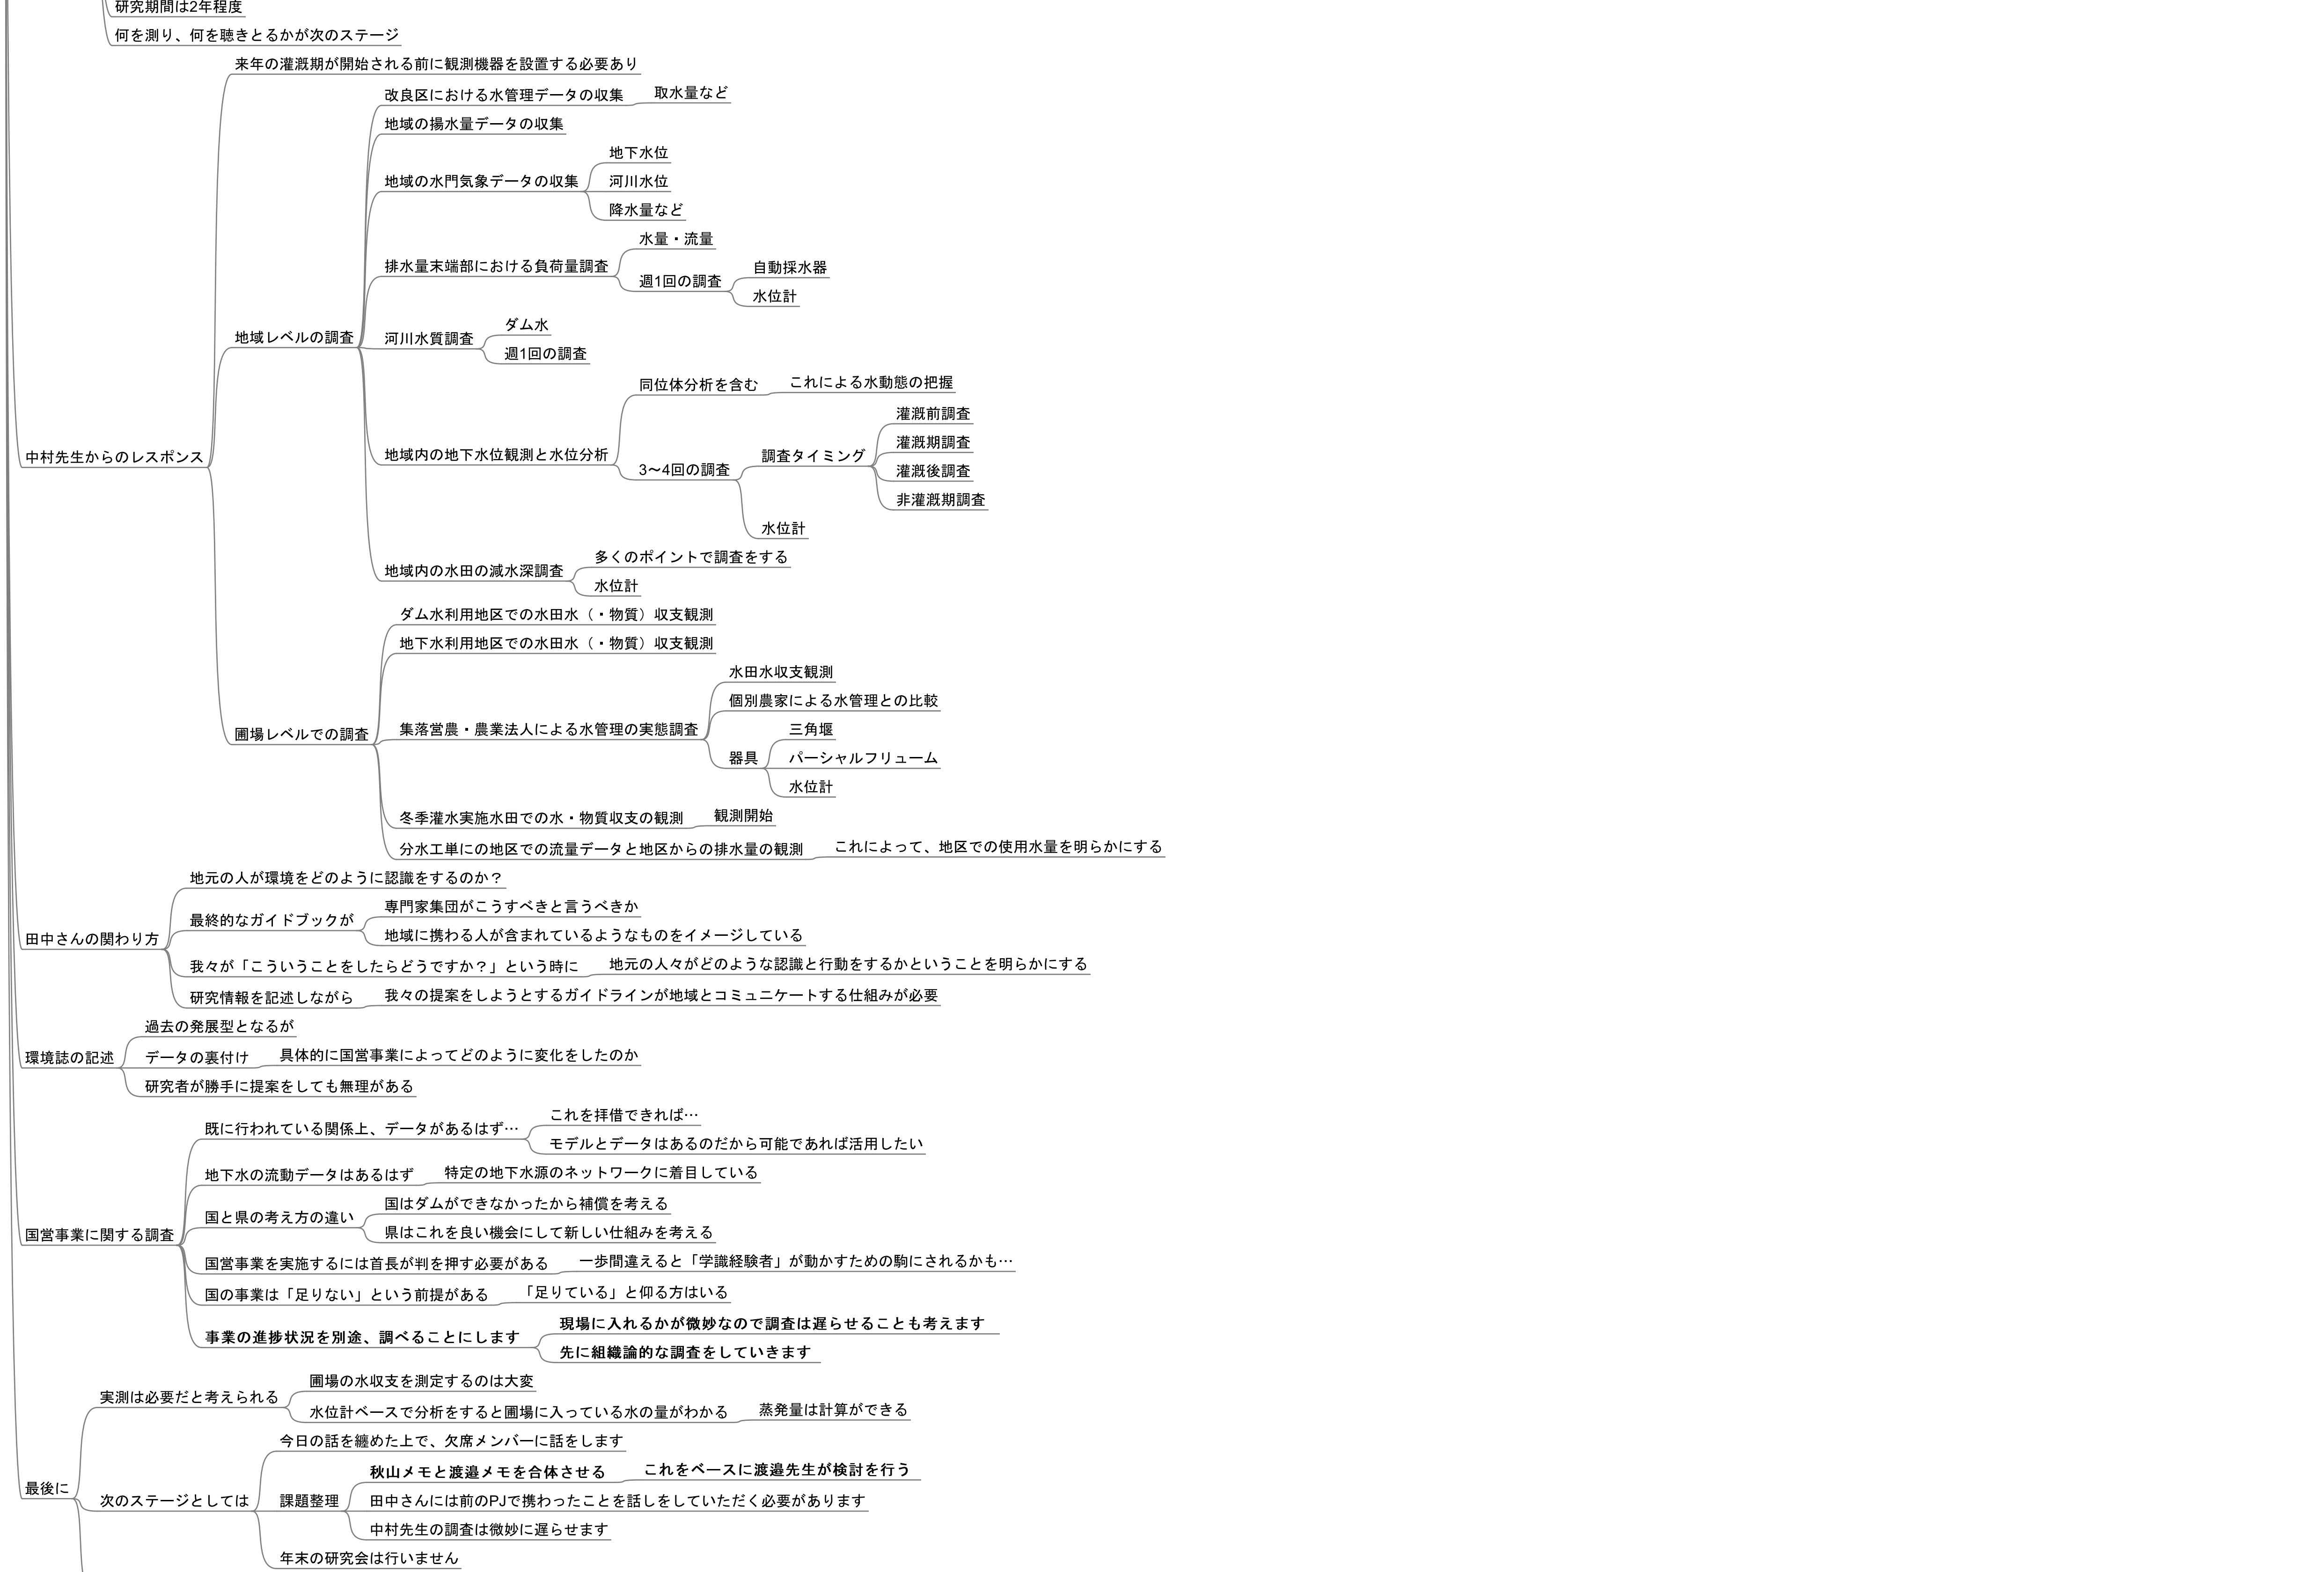 研究期間は2年程度
何を測り、何を聴きとるかが次のステージ
中村先生からのレスポンス
来年の灌漑期が開始される前に観測機器を設置する必要あり
地域レベルの調査
改良区における水管理データの収集
取水量など
地域の揚水量データの収集
地域の水門気象データの収集
地下水位
河川水位
降水量など
排水量末端部における負荷量調査
水量・流量
週1回の調査
自動採水器
水位計
河川水質調査
ダム水
週1回の調査
地域内の地下水位観測と水位分析
同位体分析を含む
これによる水動態の把握
3〜4回の調査
調査タイミング
灌漑前調査
灌漑期調査
灌漑後調査
非灌漑期調査
水位計
地域内の水田の減水深調査
多くのポイントで調査をする
水位計
圃場レベルでの調査
ダム水利用地区での水田水（・物質）収支観測
地下水利用地区での水田水（・物質）収支観測
集落営農・農業法人による水管理の実態調査
水田水収支観測
個別農家による水管理との比較
器具
三角堰
パーシャルフリューム
水位計
冬季灌水実施水田での水・物質収支の観測
観測開始
分水工単にの地区での流量データと地区からの排水量の観測
これによって、地区での使用水量を明らかにする
田中さんの関わり方
地元の人が環境をどのように認識をするのか？
最終的なガイドブックが
専門家集団がこうすべきと言うべきか
地域に携わる人が含まれているようなものをイメージしている
我々が「こういうことをしたらどうですか？」という時に
地元の人々がどのような認識と行動をするかということを明らかにする
研究情報を記述しながら
我々の提案をしようとするガイドラインが地域とコミュニケートする仕組みが必要
環境誌の記述
過去の発展型となるが
データの裏付け
具体的に国営事業によってどのように変化をしたのか
研究者が勝手に提案をしても無理がある
国営事業に関する調査
既に行われている関係上、データがあるはず…
これを拝借できれば…
モデルとデータはあるのだから可能であれば活用したい
地下水の流動データはあるはず
特定の地下水源のネットワークに着目している
国と県の考え方の違い
国はダムができなかったから補償を考える
県はこれを良い機会にして新しい仕組みを考える
国営事業を実施するには首長が判を押す必要がある
一歩間違えると「学識経験者」が動かすための駒にされるかも…
国の事業は「足りない」という前提がある
「足りている」と仰る方はいる
事業の進捗状況を別途、調べることにします
現場に入れるかが微妙なので調査は遅らせることも考えます
先に組織論的な調査をしていきます
最後に
実測は必要だと考えられる
圃場の水収支を測定するのは大変
水位計ベースで分析をすると圃場に入っている水の量がわかる
蒸発量は計算ができる
次のステージとしては
今日の話を纏めた上で、欠席メンバーに話をします
課題整理
秋山メモと渡邉メモを合体させる
これをベースに渡邉先生が検討を行う
田中さんには前のPJで携わったことを話しをしていただく必要があります
中村先生の調査は微妙に遅らせます
年末の研究会は行いません